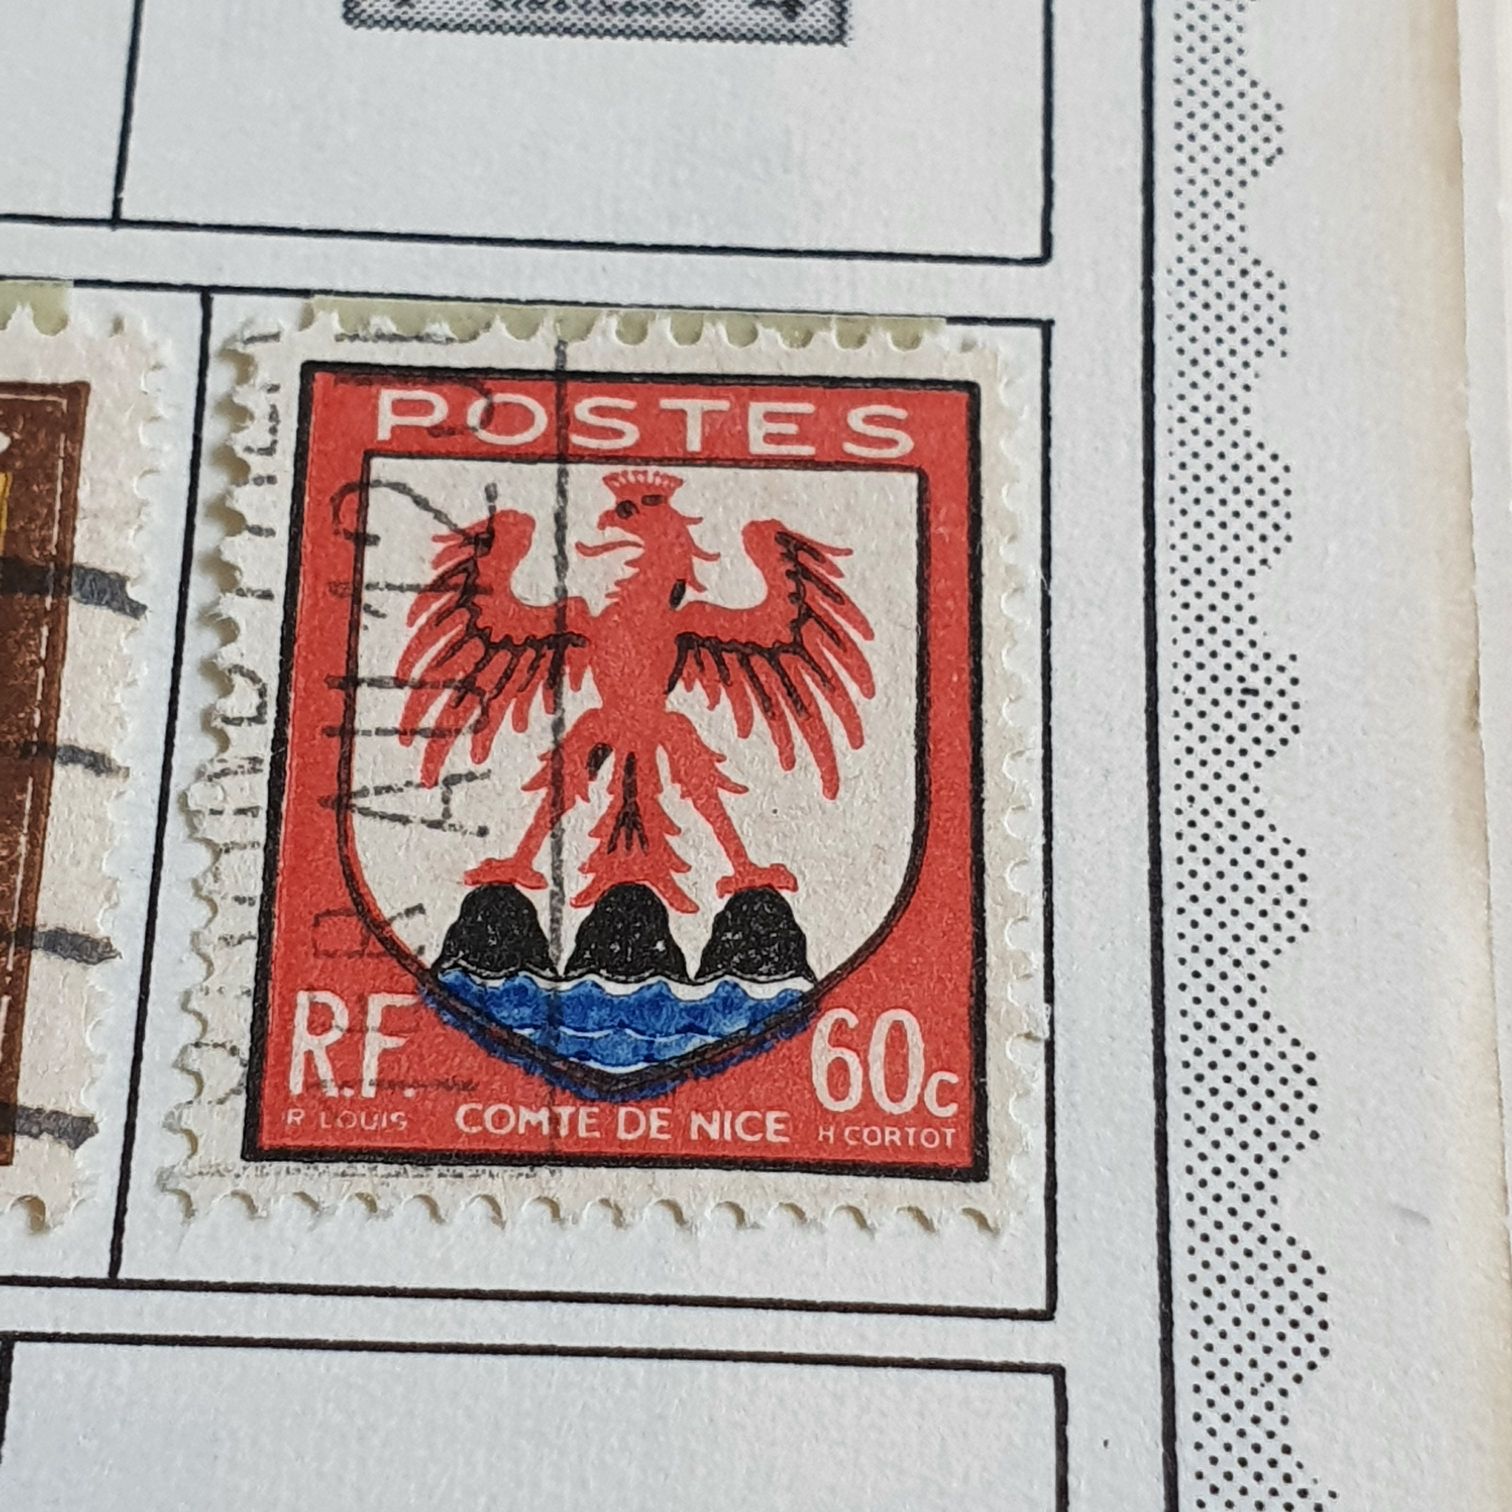 POSTES
R.F.
60c
R LOUIS COMTE DE NICE H CORTOT